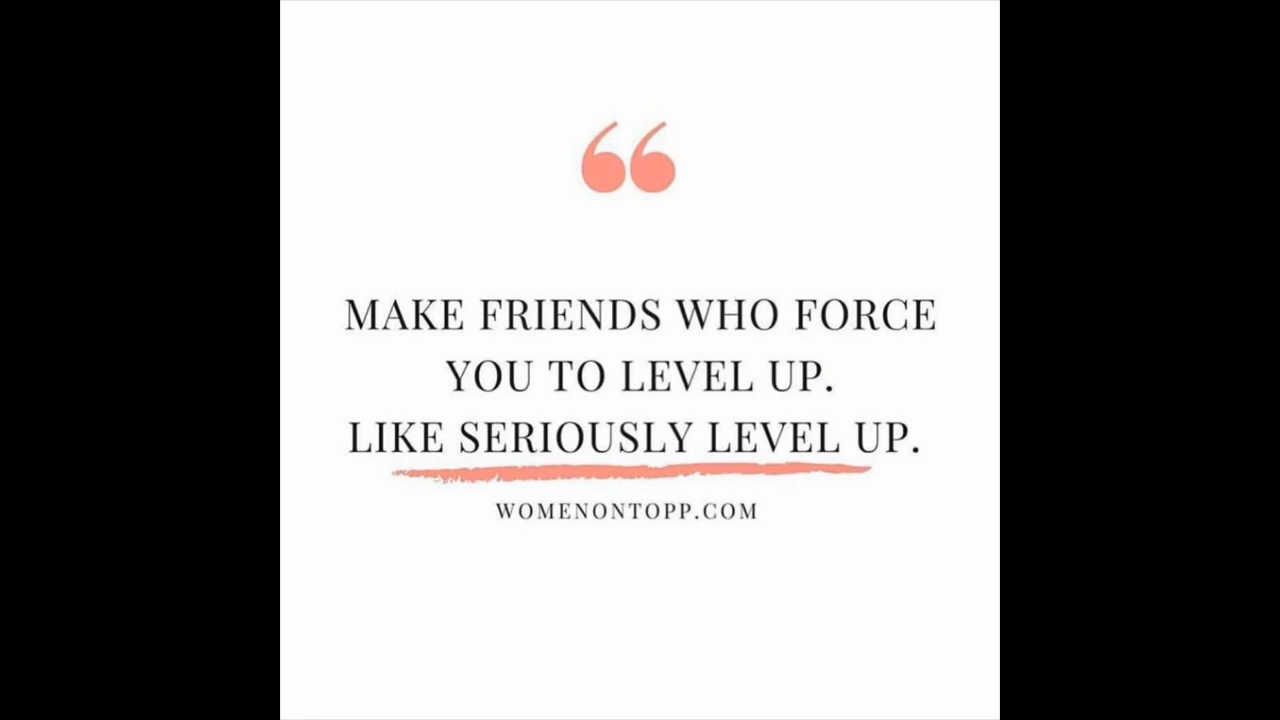 MAKE FRIENDS WHO FORCE
YOU TO LEVEL UP.
LIKE SERIOUSLY LEVEL UP.
WOMENONTOPP.COM